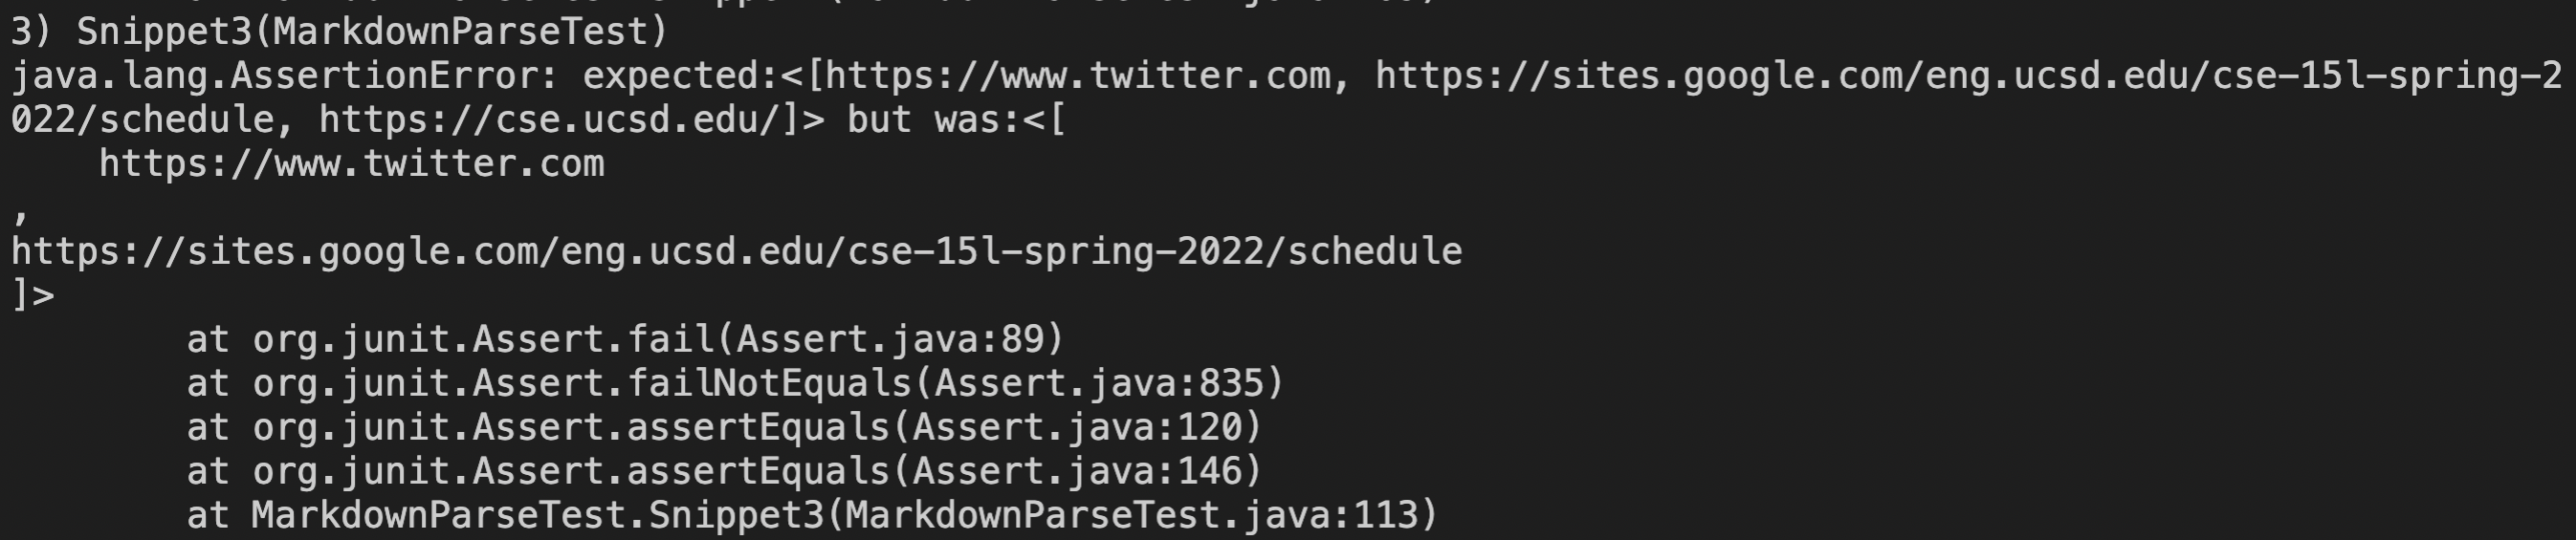 3) Snippet3(MarkdownParseTest)
java.lang.AssertionError: expected:<[https://www.twitter.com, https://sites.google.com/eng.ucsd.edu/cse-15l-spring-2
022/schedule, https://cse.ucsd.edu/]> but was:<[
    https://www.twitter.com
,
https://sites.google.com/eng.ucsd.edu/cse-15l-spring-2022/schedule
]>
        at org.junit.Assert.fail(Assert.java:89)
        at org.junit.Assert.failNotEquals(Assert.java:835)
        at org.junit.Assert.assertEquals(Assert.java:120)
        at org.junit.Assert.assertEquals(Assert.java:146)
        at MarkdownParseTest.Snippet3(MarkdownParseTest.java:113)